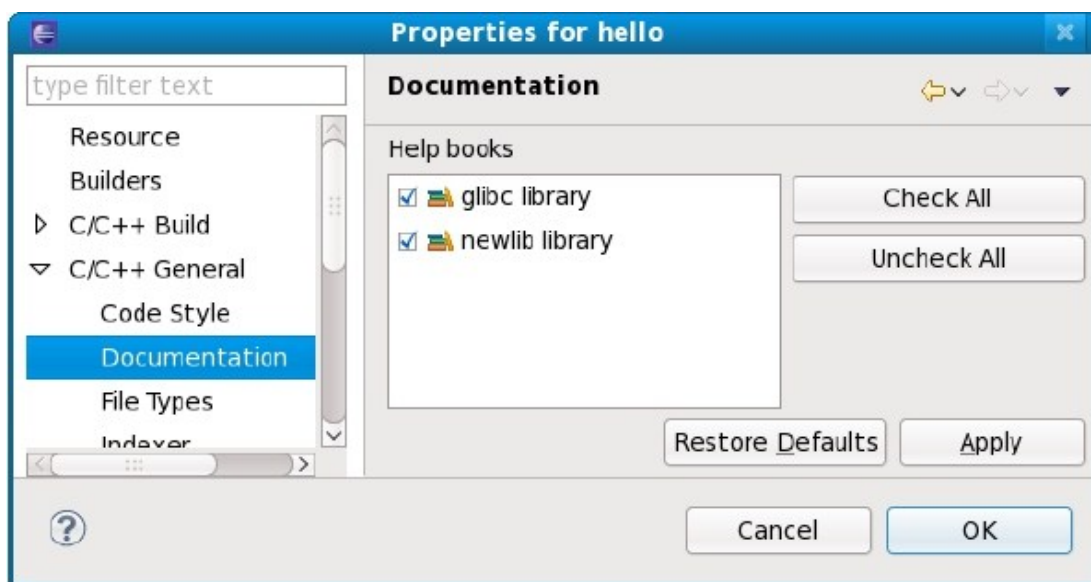 Properties for hello
type filter text
Resource
Builders
C/C++ Build
C/C++ General
Code Style
Documentation
File Types
Indexer
Documentation
Help books
glibc library
newlib library
Check All
Uncheck All
Restore Defaults
Apply
?
Cancel
OK